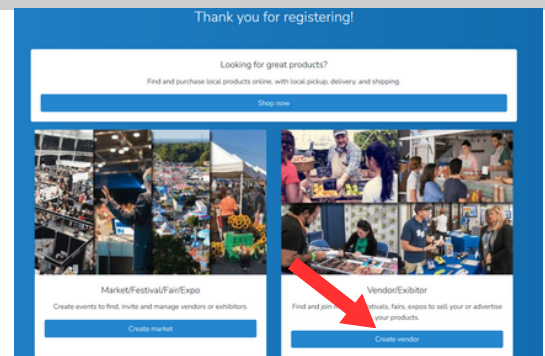 Thank you for registering!
Looking for great products?
Find and purchase local products online, with local pickup, delivery, and shipping.
Shop now
Market/Festival/Fair/Expo
Create events to find, invite and manage vendors or exhibitors.
Create market
Vendor/Exibitor
Find and join estivals, fairs, expos to sell your or advertise
your products.
Create vendor